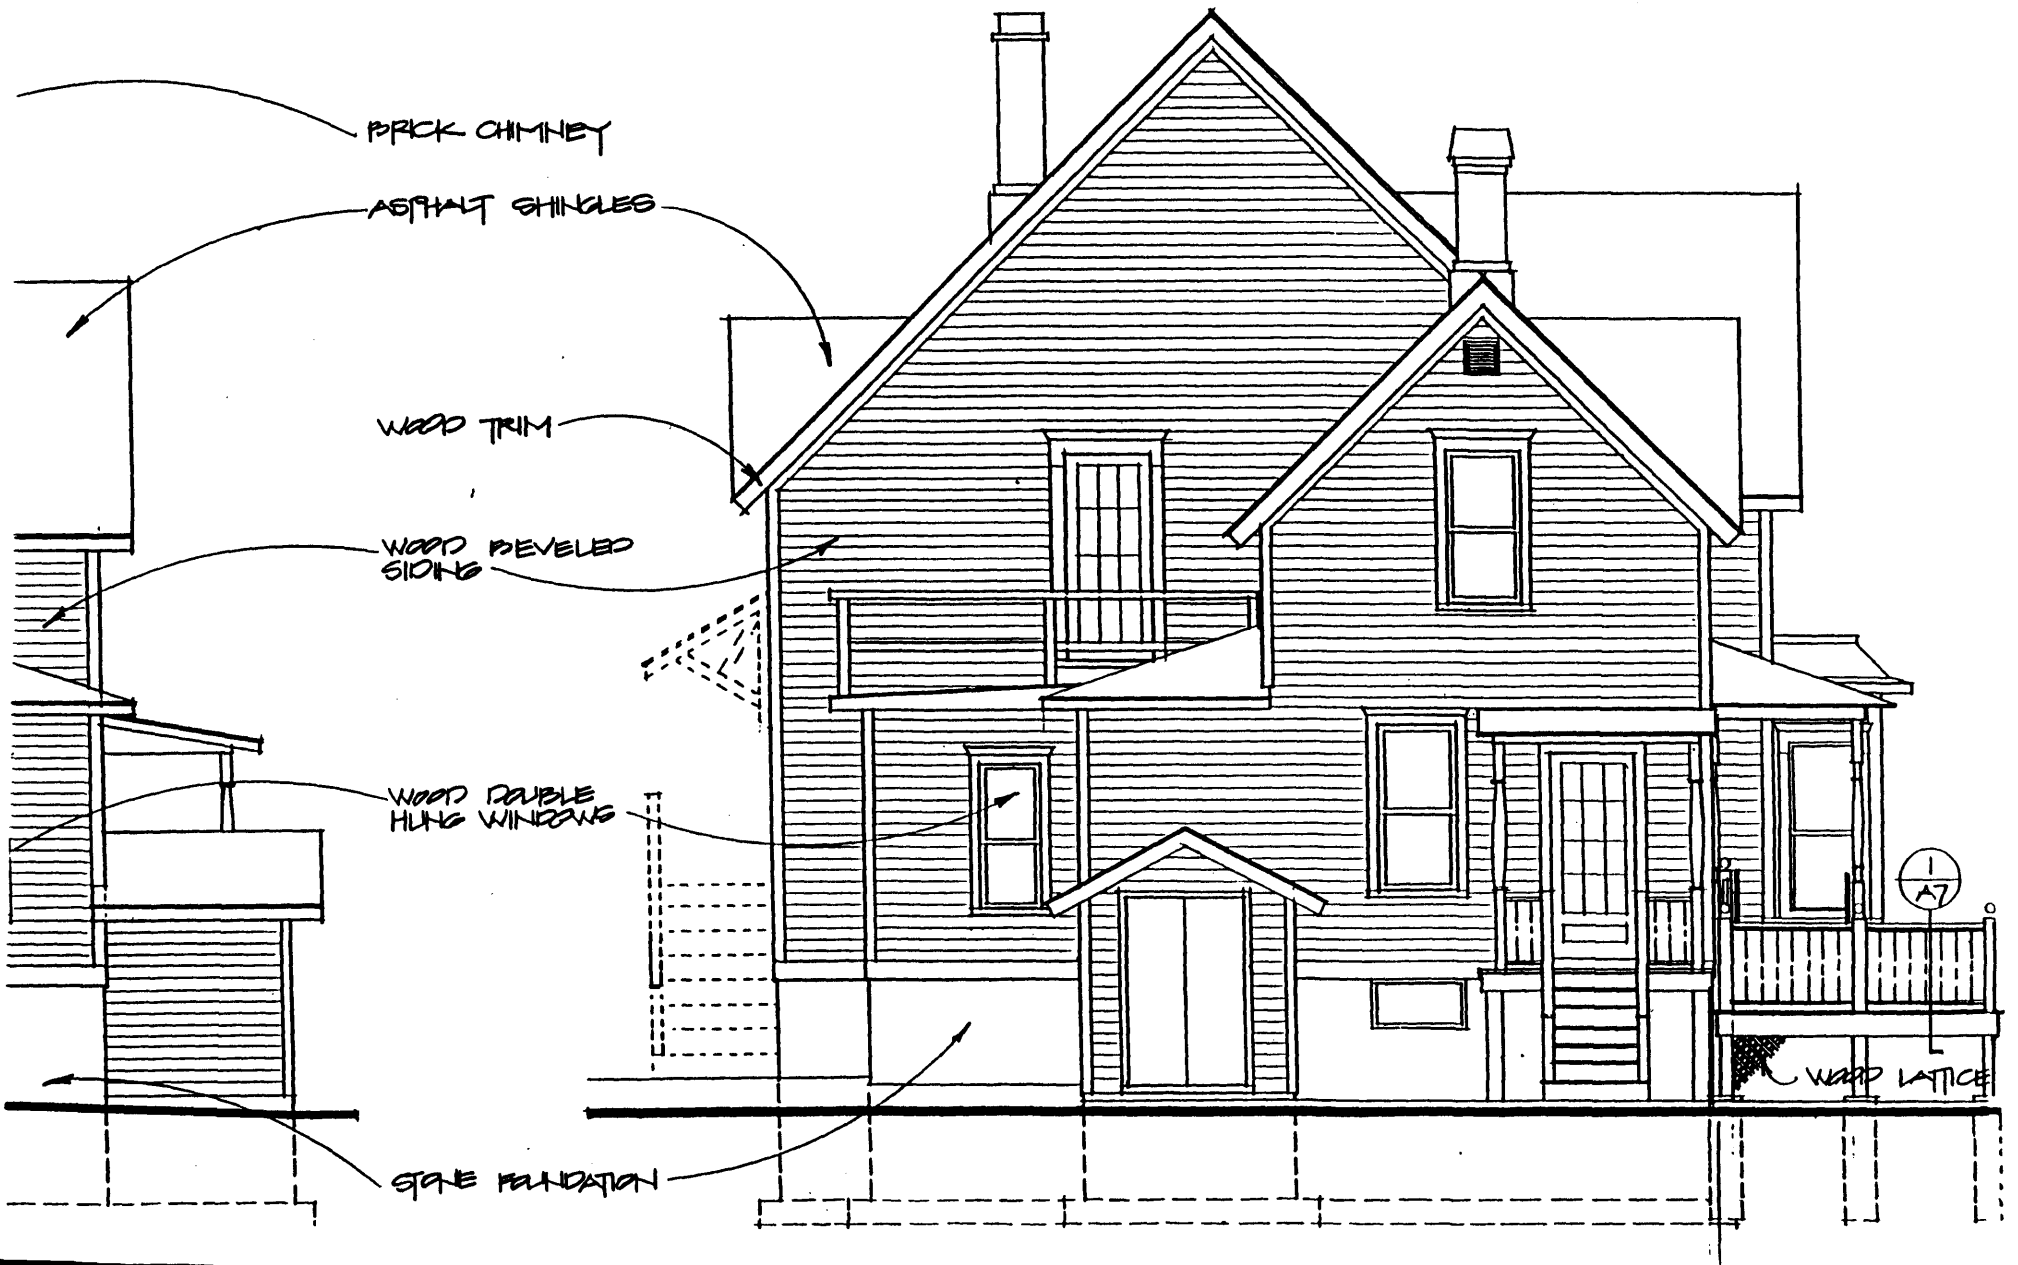 BRICK CHIMNEY
ASPHALT SHINGLES
WOOD TRIM
WOOD BEVELED
SIDING
WOOD DOUBLE
HUNG WINDOWS
1
A7
WOOD LATTICE
STONE FOUNDATION